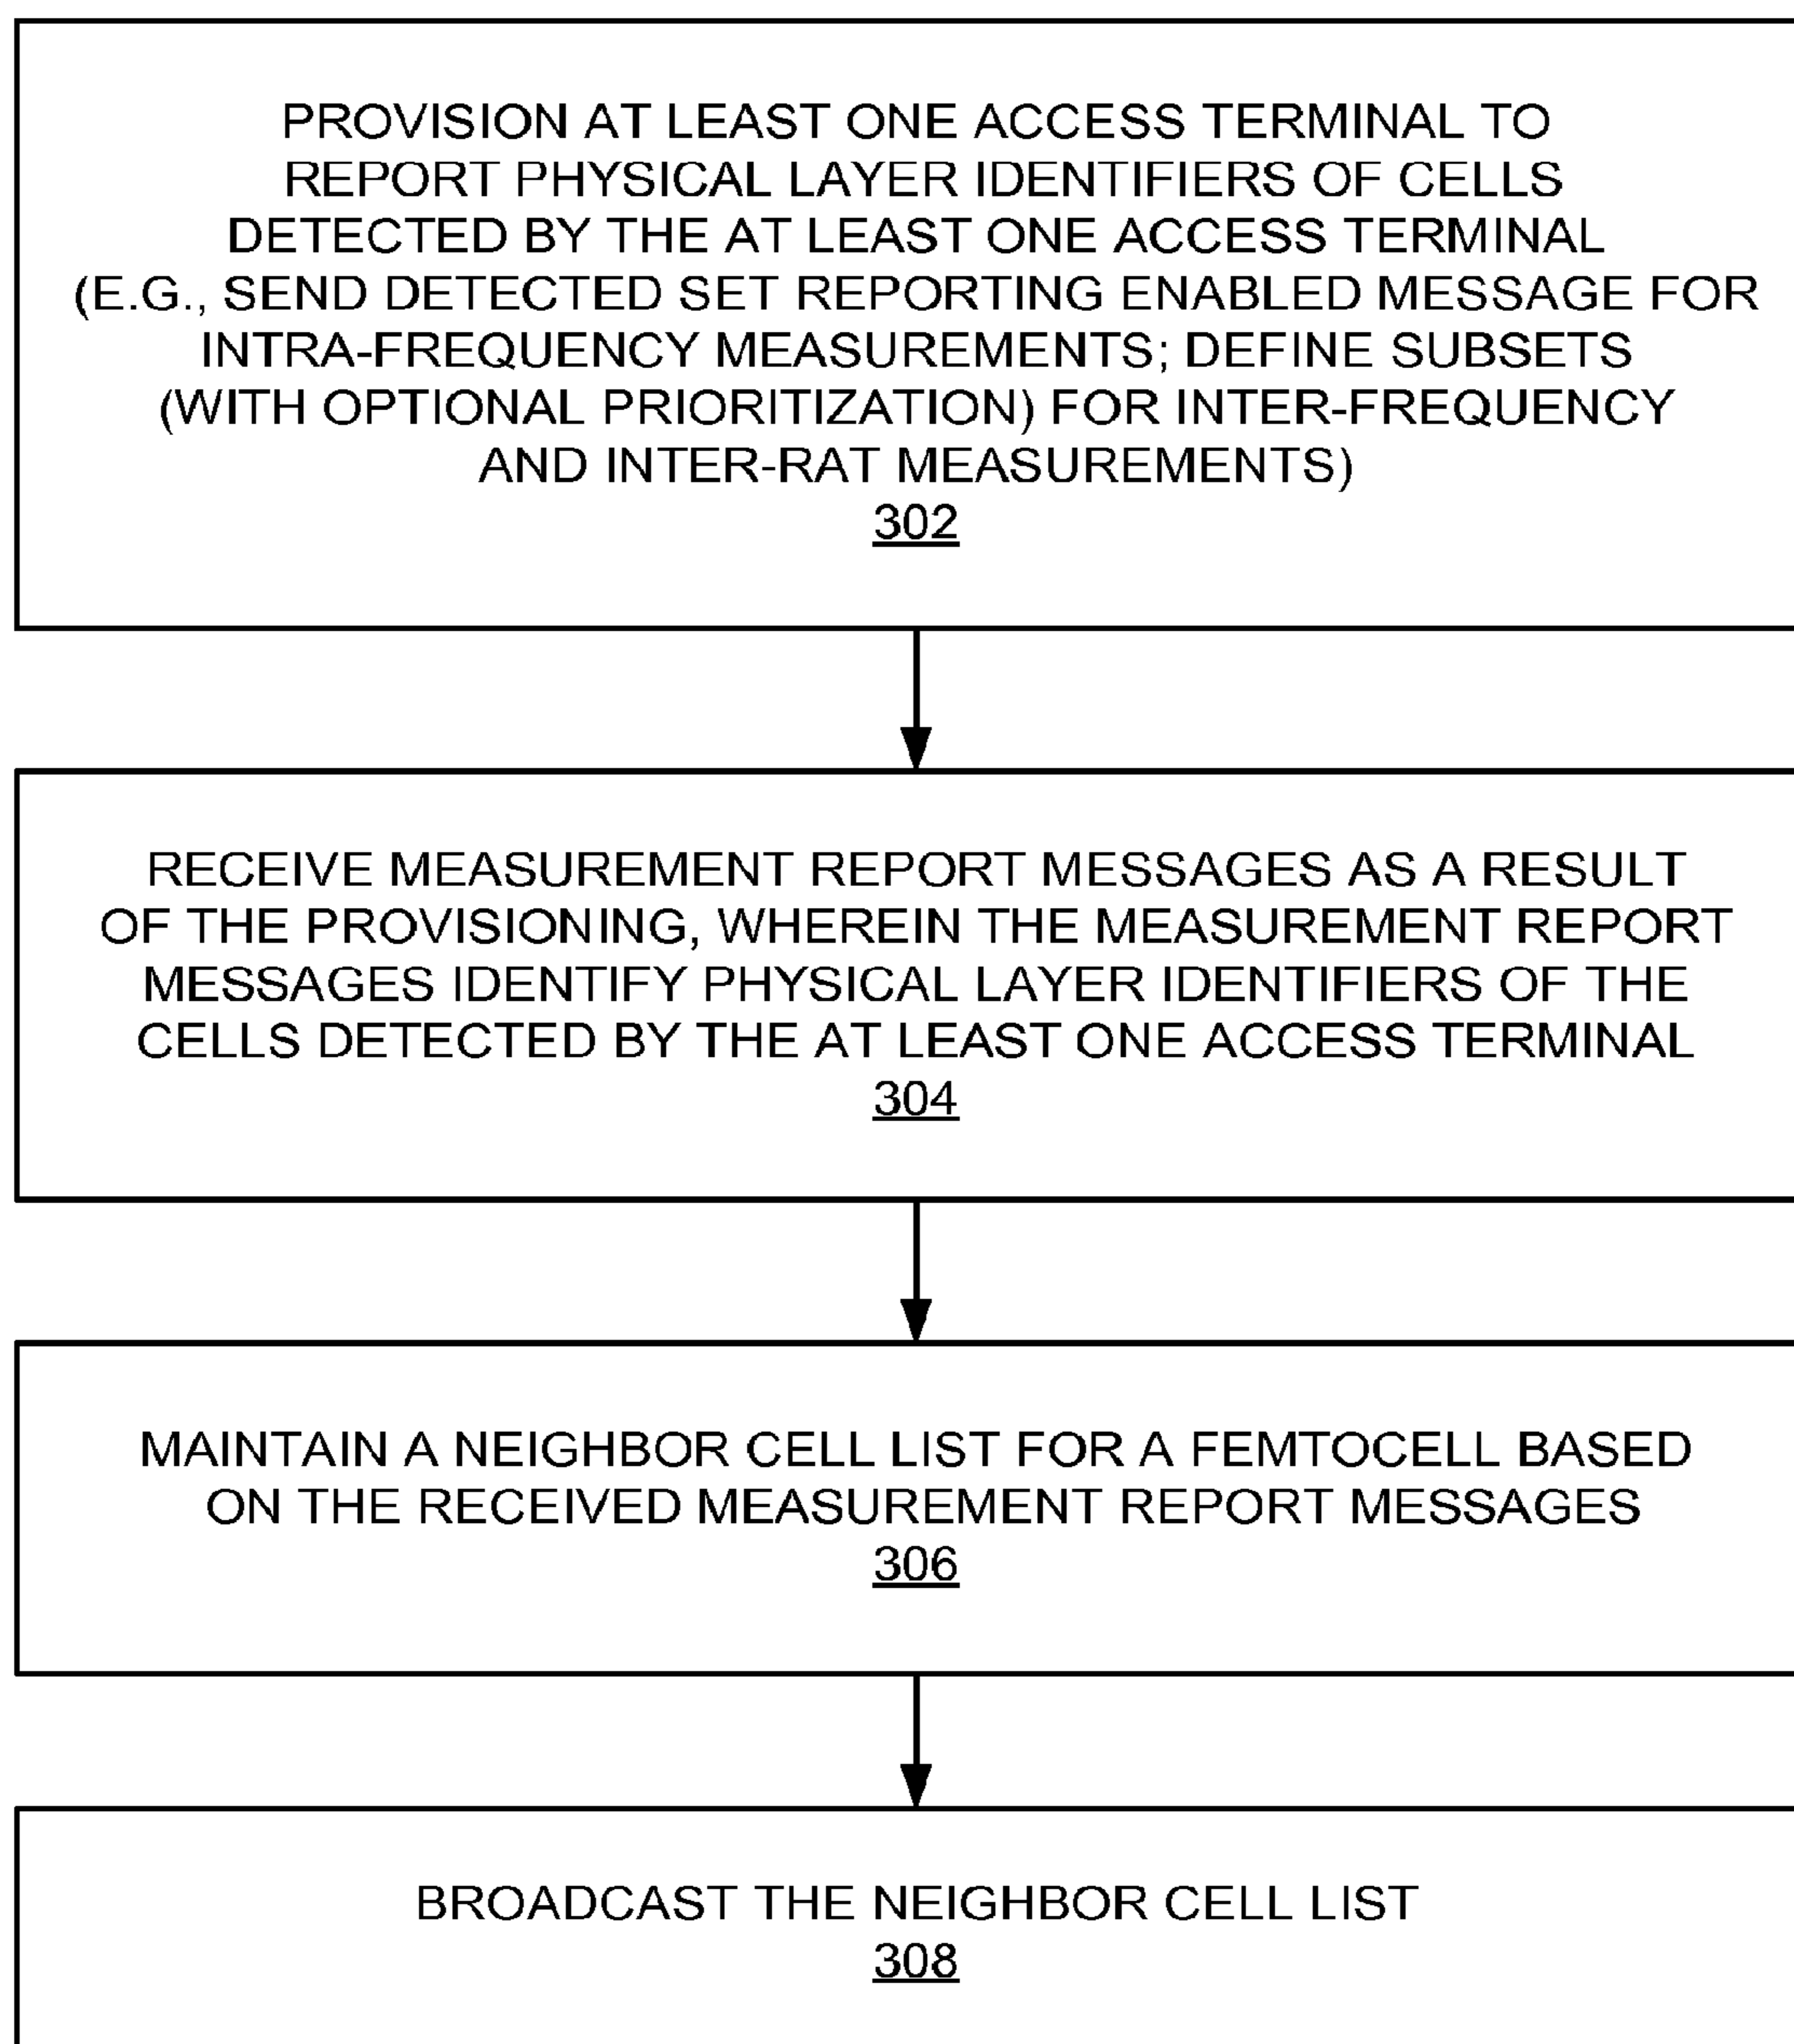 PROVISION AT LEAST ONE ACCESS TERMINAL TO
REPORT PHYSICAL LAYER IDENTIFIERS OF CELLS
DETECTED BY THE AT LEAST ONE ACCESS TERMINAL
(E.G., SEND DETECTED SET REPORTING ENABLED MESSAGE FOR
INTRA-FREQUENCY MEASUREMENTS; DEFINE SUBSETS
(WITH OPTIONAL PRIORITIZATION) FOR INTER-FREQUENCY
AND INTER-RAT MEASUREMENTS)
302
RECEIVE MEASUREMENT REPORT MESSAGES AS A RESULT
OF THE PROVISIONING, WHEREIN THE MEASUREMENT REPORT
MESSAGES IDENTIFY PHYSICAL LAYER IDENTIFIERS OF THE
CELLS DETECTED BY THE AT LEAST ONE ACCESS TERMINAL
304
MAINTAIN A NEIGHBOR CELL LIST FOR A FEMTOCELL BASED
ON THE RECEIVED MEASUREMENT REPORT MESSAGES
306
BROADCAST THE NEIGHBOR CELL LIST
308